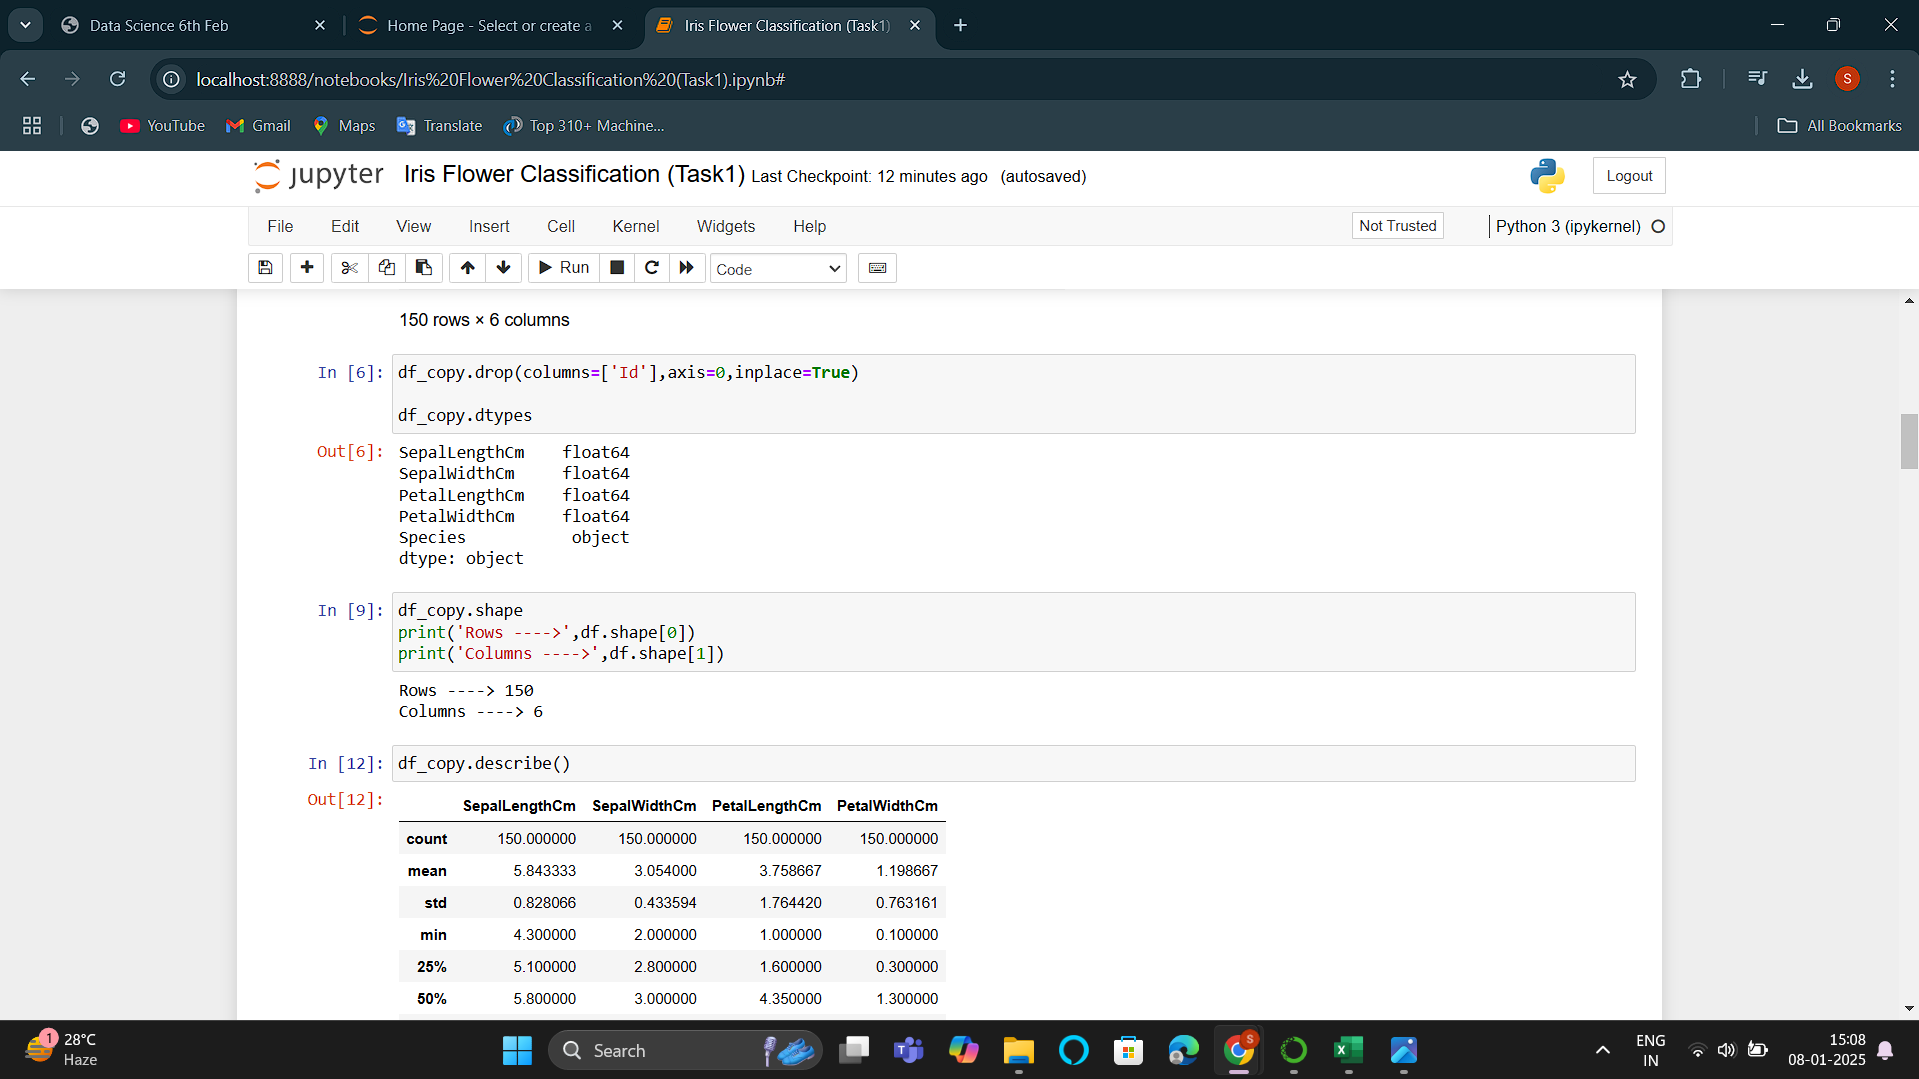 Data Science 6th Feb
Home Page - Select or create a
Iris Flower Classification (Task1)
localhost:8888/notebooks/Iris%20Flower%20Classification%20(Task1).ipynb#
S
YouTube
Gmail
Maps
Translate
Top 310+ Machine...
All Bookmarks
jupyter Iris Flower Classification (Task1) Last Checkpoint: 12 minutes ago (autosaved)
Logout
File Edit View Insert Cell Kernel Widgets Help
Not Trusted
Python 3 (ipykernel)
Run
Code
150 rows × 6 columns
In [6]: df_copy.drop(columns=['Id'],axis=0,inplace=True)
df_copy.dtypes
Out[6]: SepalLengthCm float64
SepalWidthCm float64
PetalLengthCm float64
PetalWidthCm float64
Species object
dtype: object
In [9]: df_copy.shape
print('Rows ---->',df.shape[0])
print('Columns ---->',df.shape[1])
Rows ----> 150
Columns ----> 6
In [12]: df_copy.describe()
Out[12]:
SepalLengthCm SepalWidthCm PetalLengthCm PetalWidthCm
count 150.000000 150.000000 150.000000 150.000000
mean 5.843333 3.054000 3.758667 1.198667
std 0.828066 0.433594 1.764420 0.763161
min 4.300000 2.000000 1.000000 0.100000
25% 5.100000 2.800000 1.600000 0.300000
50% 5.800000 3.000000 4.350000 1.300000
1
28°C
Haze
Search
S
ENG
IN
15:08
08-01-2025